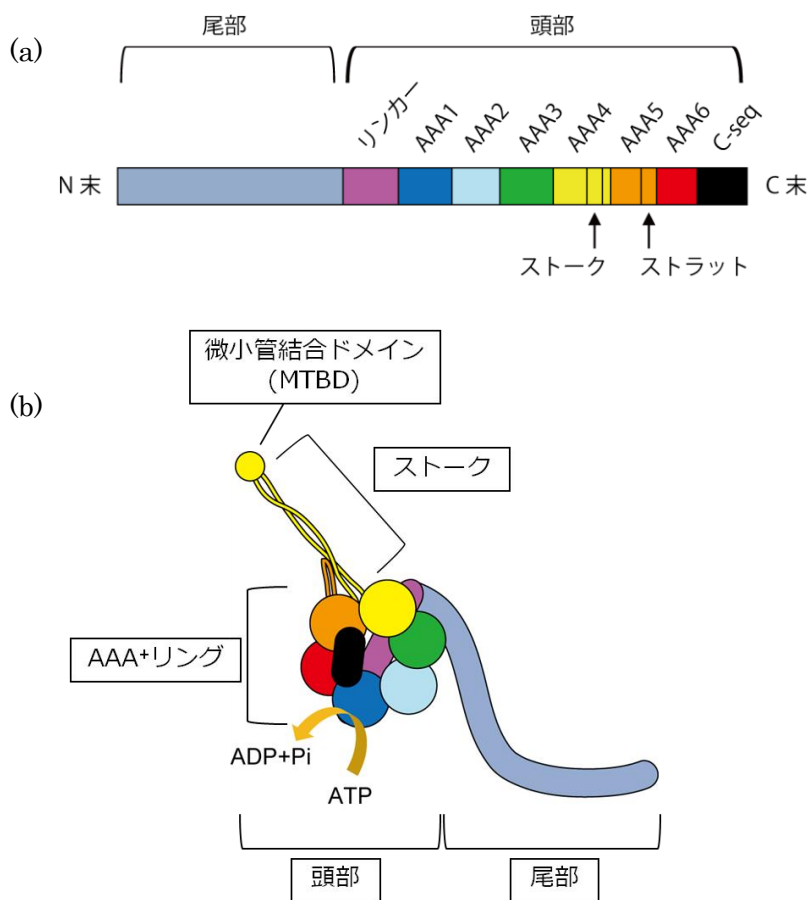 (a)
尾部
頭部
リンカー
AAA1
AAA2
AAA3
AAA4
AAA5
AAA6
C-seq
N 末
C 末
ストーク
ストラット
(b)
微小管結合ドメイン
(MTBD)
ストーク
AAA⁺リング
ADP+Pi
ATP
頭部
尾部